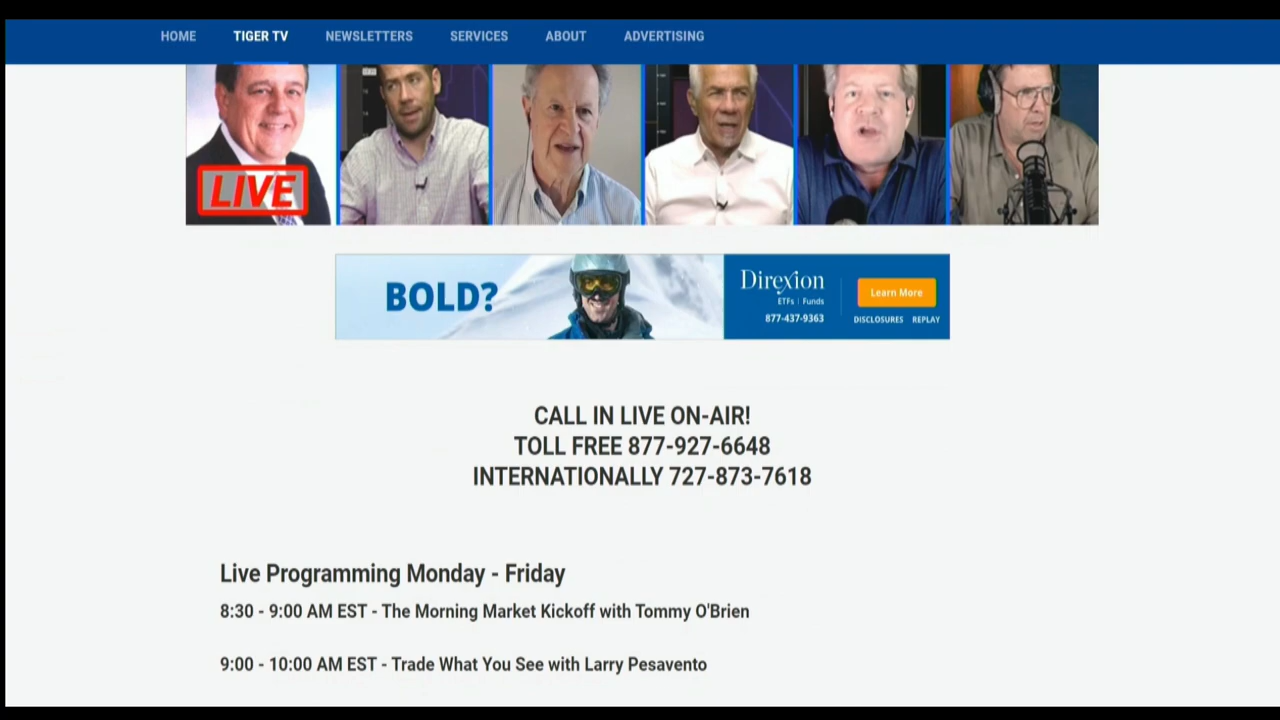 HOME TIGER TV NEWSLETTERS SERVICES ABOUT ADVERTISING
LIVE
BOLD?
Direxion
ETFs | Funds
877-437-9363
Learn More
DISCLOSURES REPLAY
CALL IN LIVE ON-AIR!
TOLL FREE 877-927-6648
INTERNATIONALLY 727-873-7618
Live Programming Monday - Friday
8:30 - 9:00 AM EST - The Morning Market Kickoff with Tommy O'Brien
9:00 - 10:00 AM EST - Trade What You See with Larry Pesavento